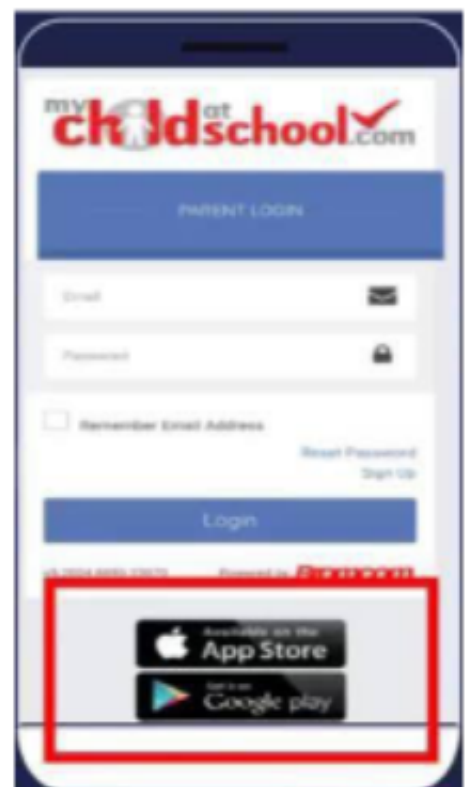 my child at school.com
PARENT LOGIN
Email
Password
Remember Email Address
Reset Password
Sign Up
Login
Powered by
Available on the
App Store
Get it on
Google play